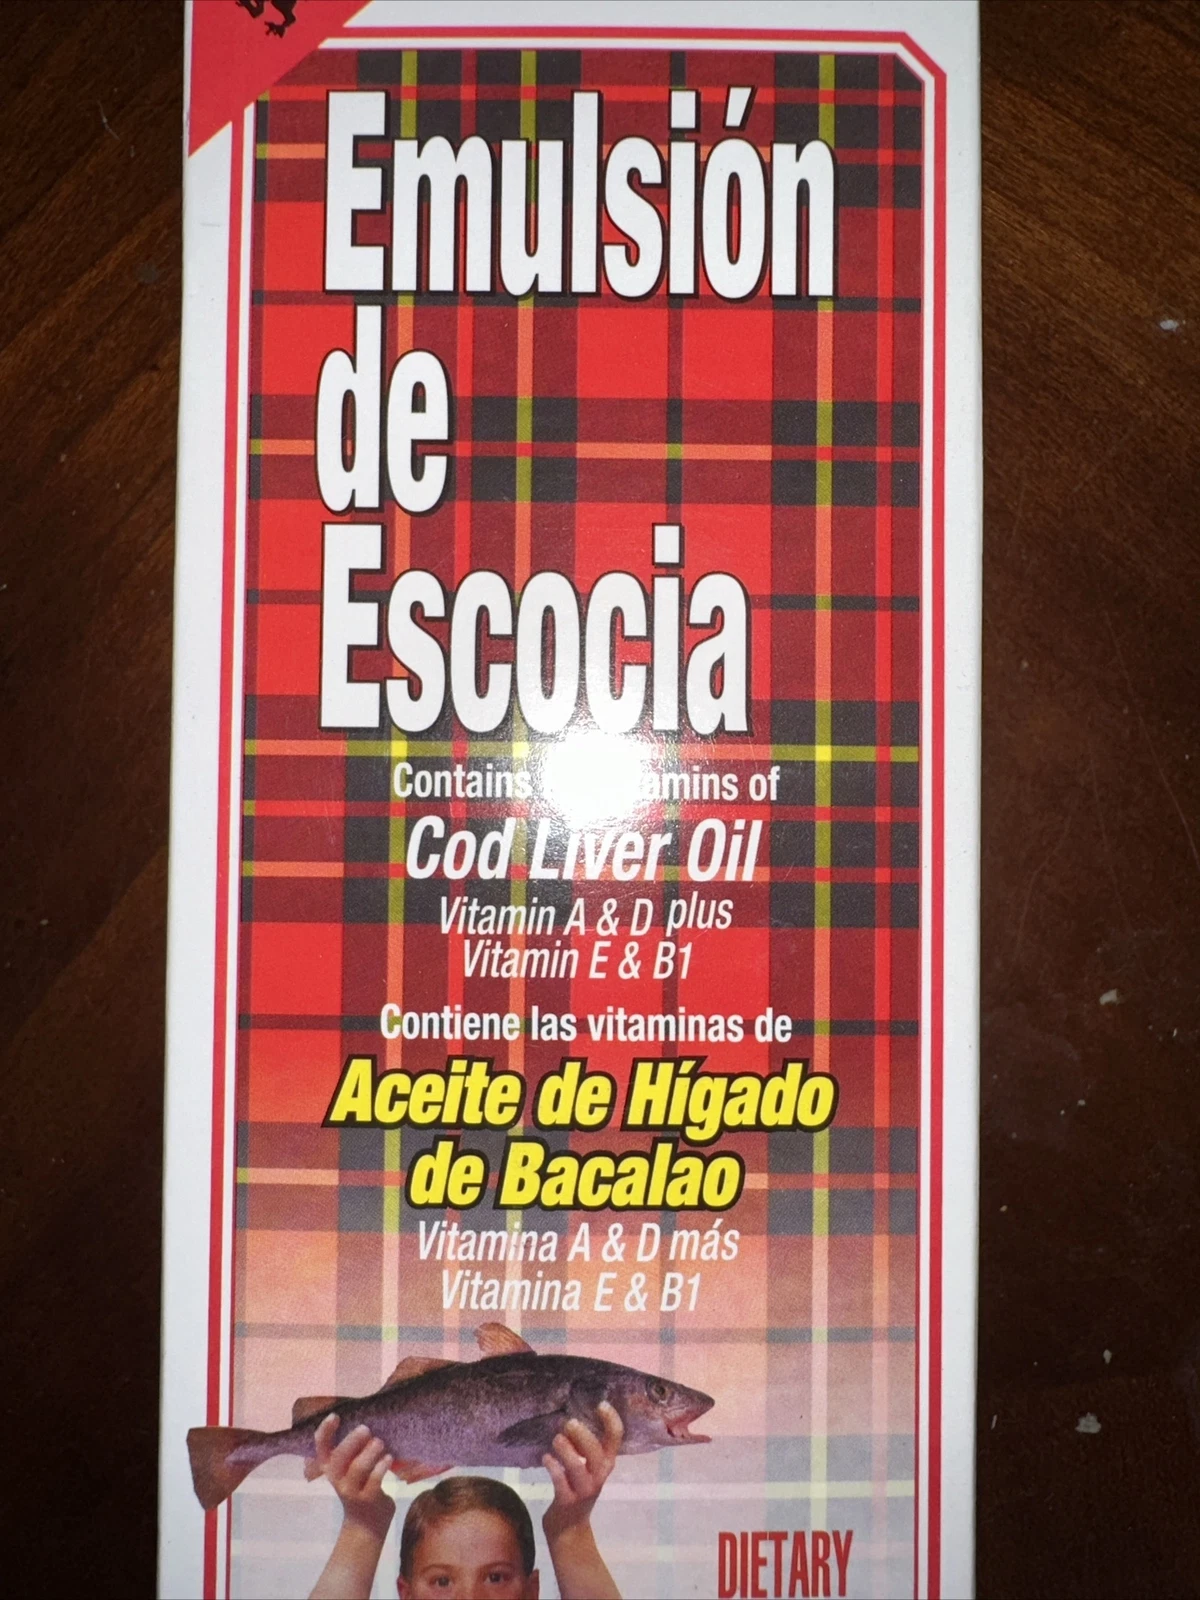 Emulsión
de
Escocia
Contains of
Cod Liver Oil
Vitamin A & D plus
Vitamin E & B1
Contiene las vitaminas de
Aceite de Hígado
de Bacalao
Vitamina A & D más
Vitamina E & B1
DIETARY